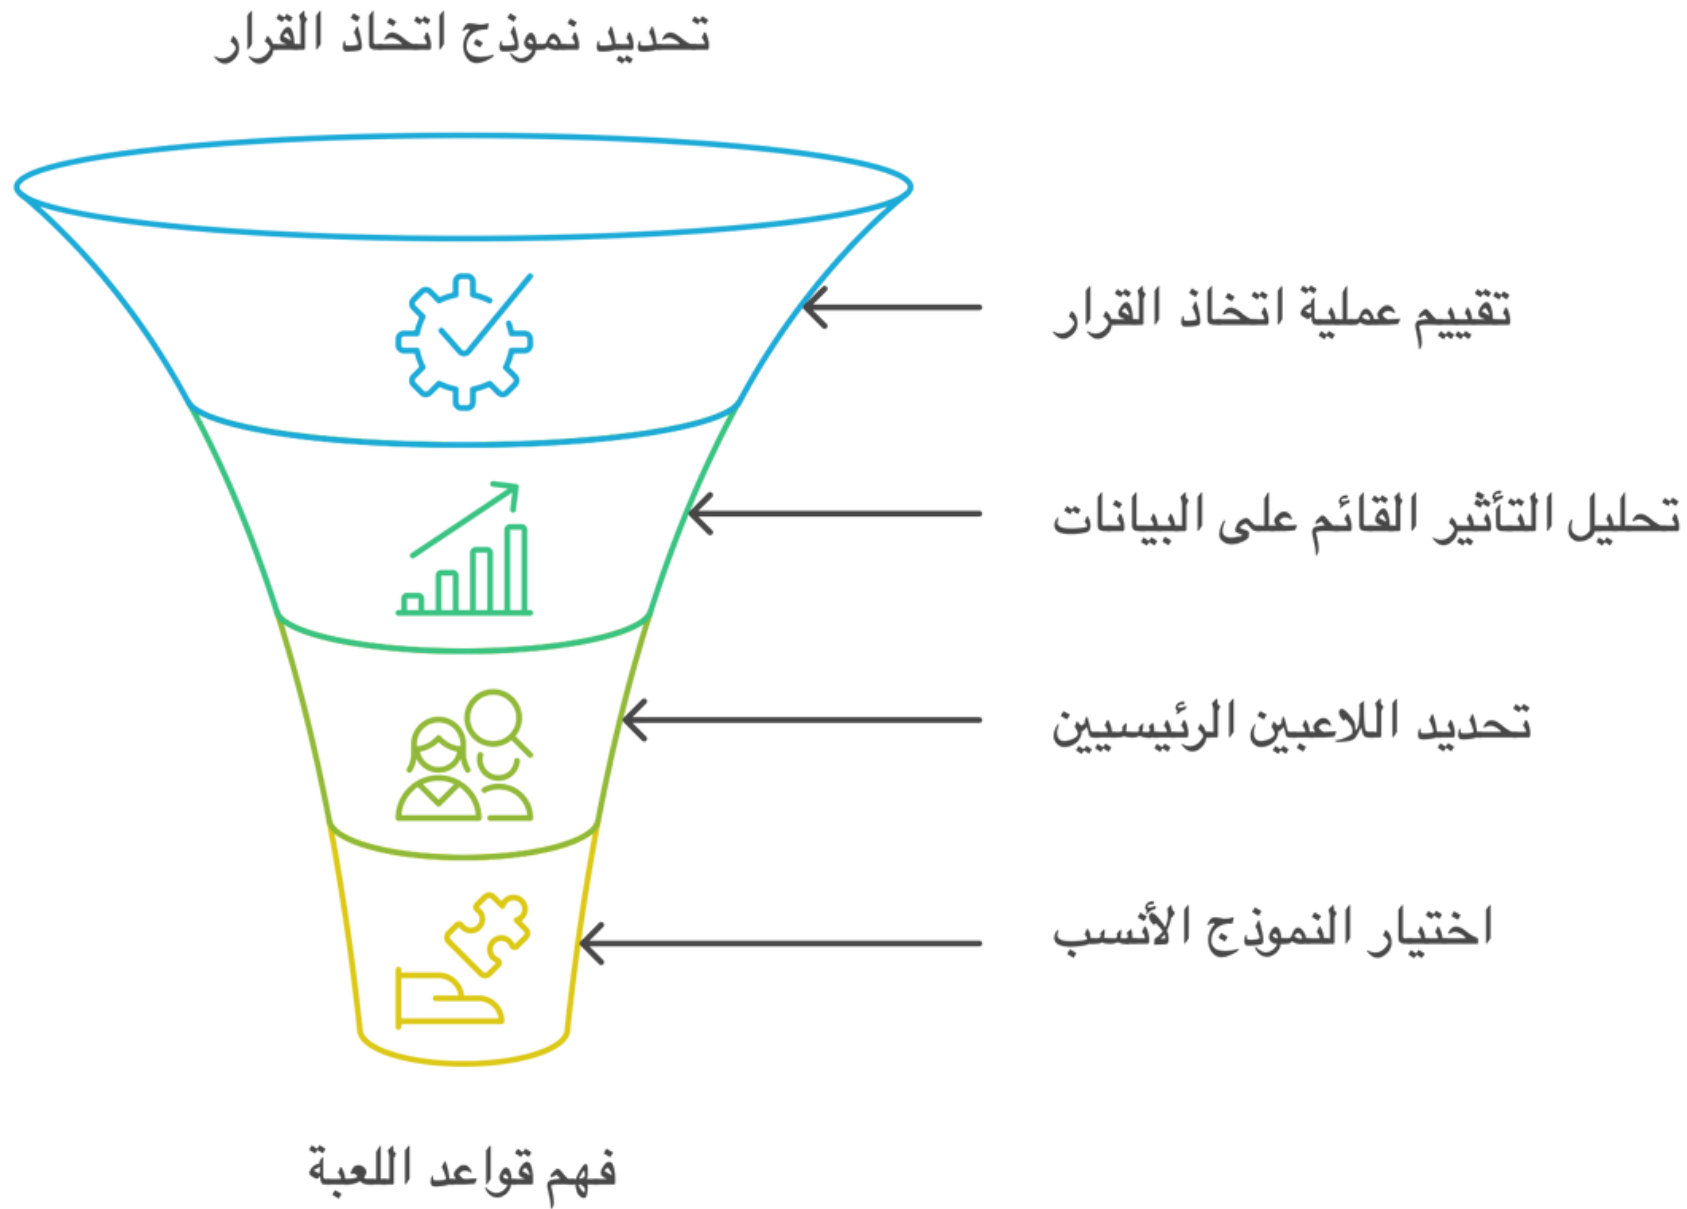 تحديد نموذج اتخاذ القرار
تقييم عملية اتخاذ القرار
تحليل التأثير القائم على البيانات
تحديد اللاعبين الرئيسيين
اختيار النموذج الأنسب
فهم قواعد اللعبة